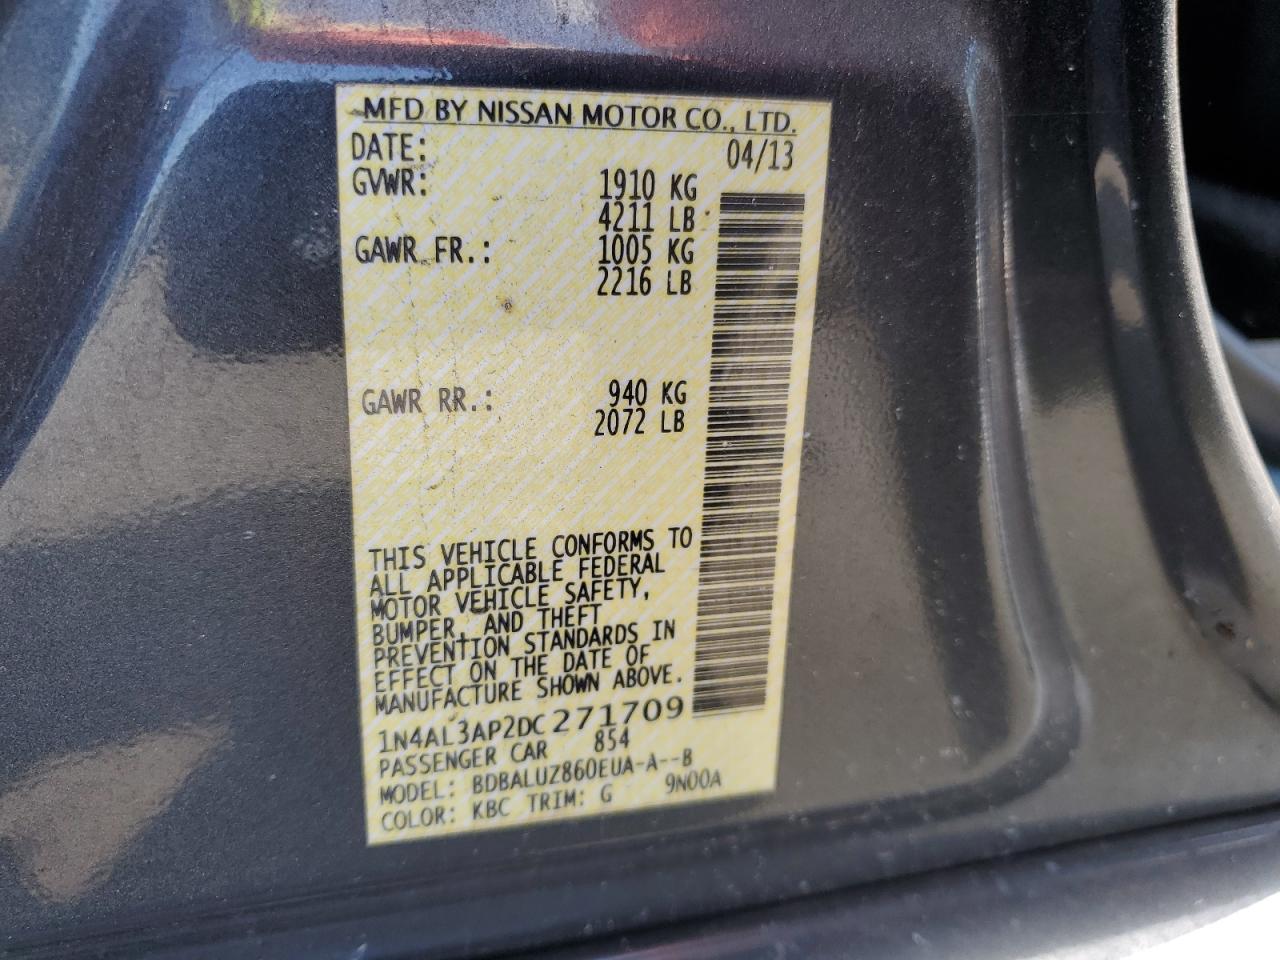 MFD BY NISSAN MOTOR CO., LTD.
DATE: 04/13
GVWR: 1910 KG
4211 LB
GAWR FR.: 1005 KG
2216 LB
GAWR RR.: 940 KG
2072 LB
THIS VEHICLE CONFORMS TO
ALL APPLICABLE FEDERAL
MOTOR VEHICLE SAFETY,
BUMPER, AND THEFT
PREVENTION STANDARDS IN
EFFECT ON THE DATE OF
MANUFACTURE SHOWN ABOVE.
1N4AL3AP2DC271709
PASSENGER CAR 854
MODEL: BDBALUZ860EUA-A--B
COLOR: KBC TRIM: G 9N00A